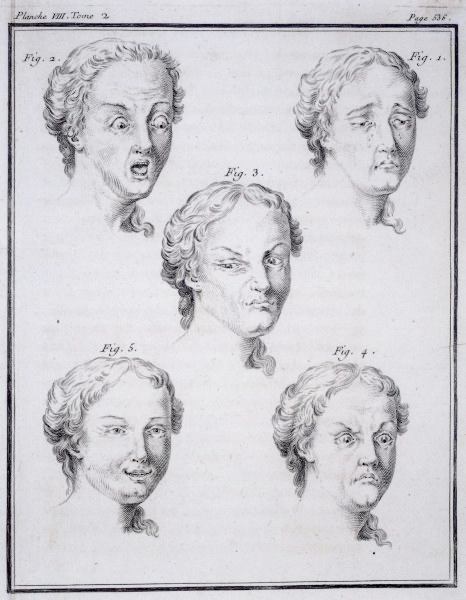 Planche VIII. Tome 2
Page 536.
Fig. 2.
Fig. 1.
Fig. 3.
Fig. 5.
Fig. 4.